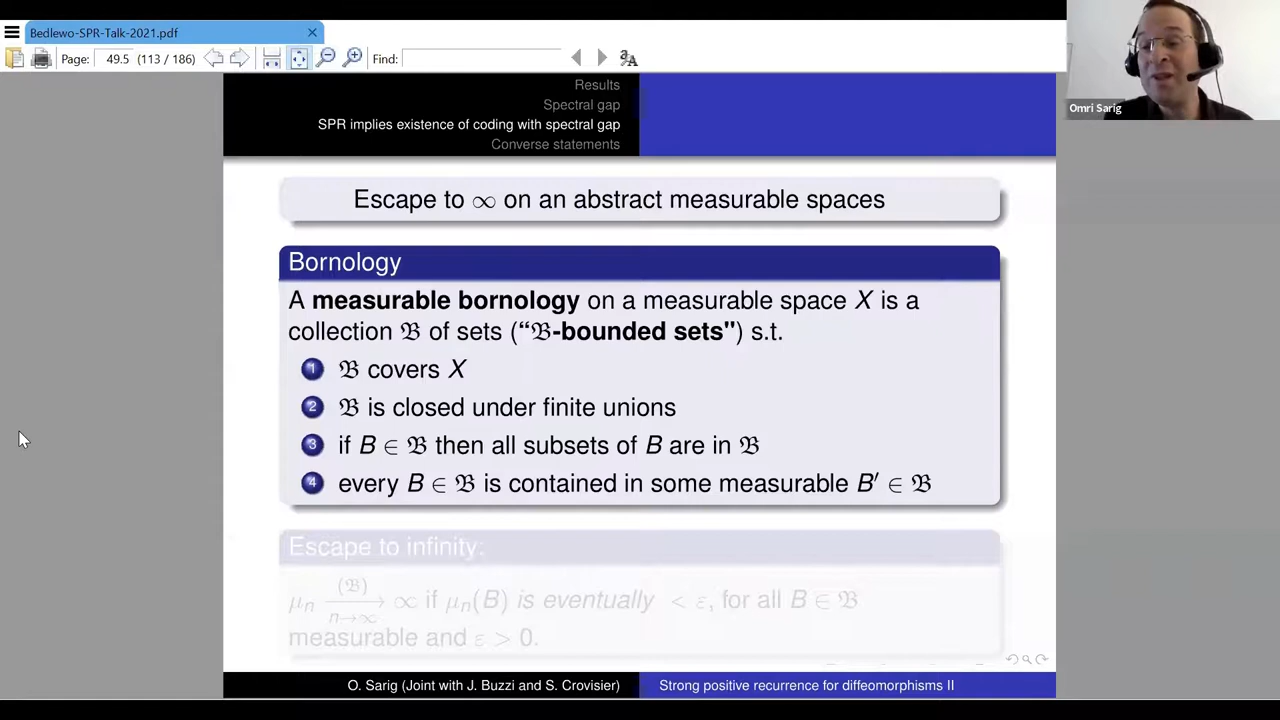 Bedlewo-SPR-Talk-2021.pdf
Page: 49.5 (113 / 186) Find:
Omri Sarig
Results
Spectral gap
SPR implies existence of coding with spectral gap
Converse statements
Escape to ∞ on an abstract measurable spaces
Bornology
A measurable bornology on a measurable space X is a
collection 𝔅 of sets (“𝔅-bounded sets") s.t.
1 𝔅 covers X
2 𝔅 is closed under finite unions
3 if B ∈ 𝔅 then all subsets of B are in 𝔅
4 every B ∈ 𝔅 is contained in some measurable B′ ∈ 𝔅
Escape to infinity:
μn (𝔅) n→∞ ∞ if μn(B) is eventually < ε, for all B ∈ 𝔅
measurable and ε > 0.
O. Sarig (Joint with J. Buzzi and S. Crovisier) Strong positive recurrence for diffeomorphisms II